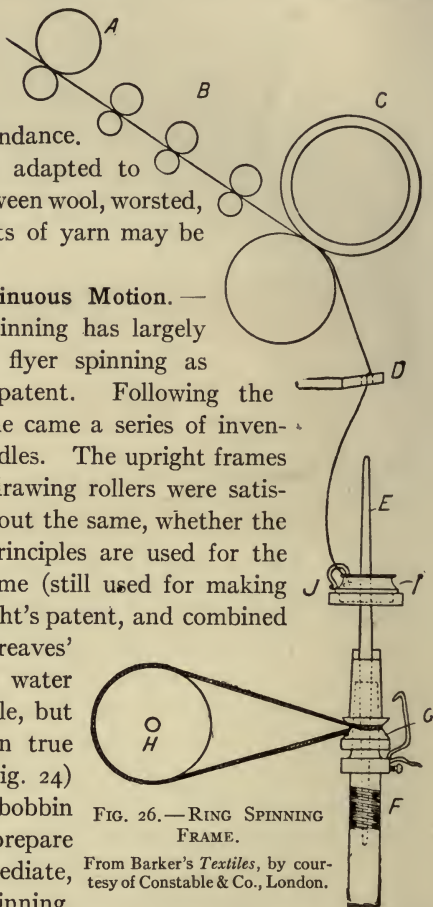 A
B
C
ndance.
adapted to
ween wool, worsted,
ts of yarn may be
inuous Motion. —
inning has largely
flyer spinning as
patent. Following the
D
e came a series of inven-
dles. The upright frames
E
rawing rollers were satis-
out the same, whether the
rinciples are used for the
me (still used for making
J
I
ht's patent, and combined
reaves'
water
le, but
G
n true
H
ig. 24)
F
bobbin
prepare
ediate,
inning.
FIG. 26.—RING SPINNING
FRAME.
From Barker's Textiles, by cour-
tesy of Constable & Co., London.